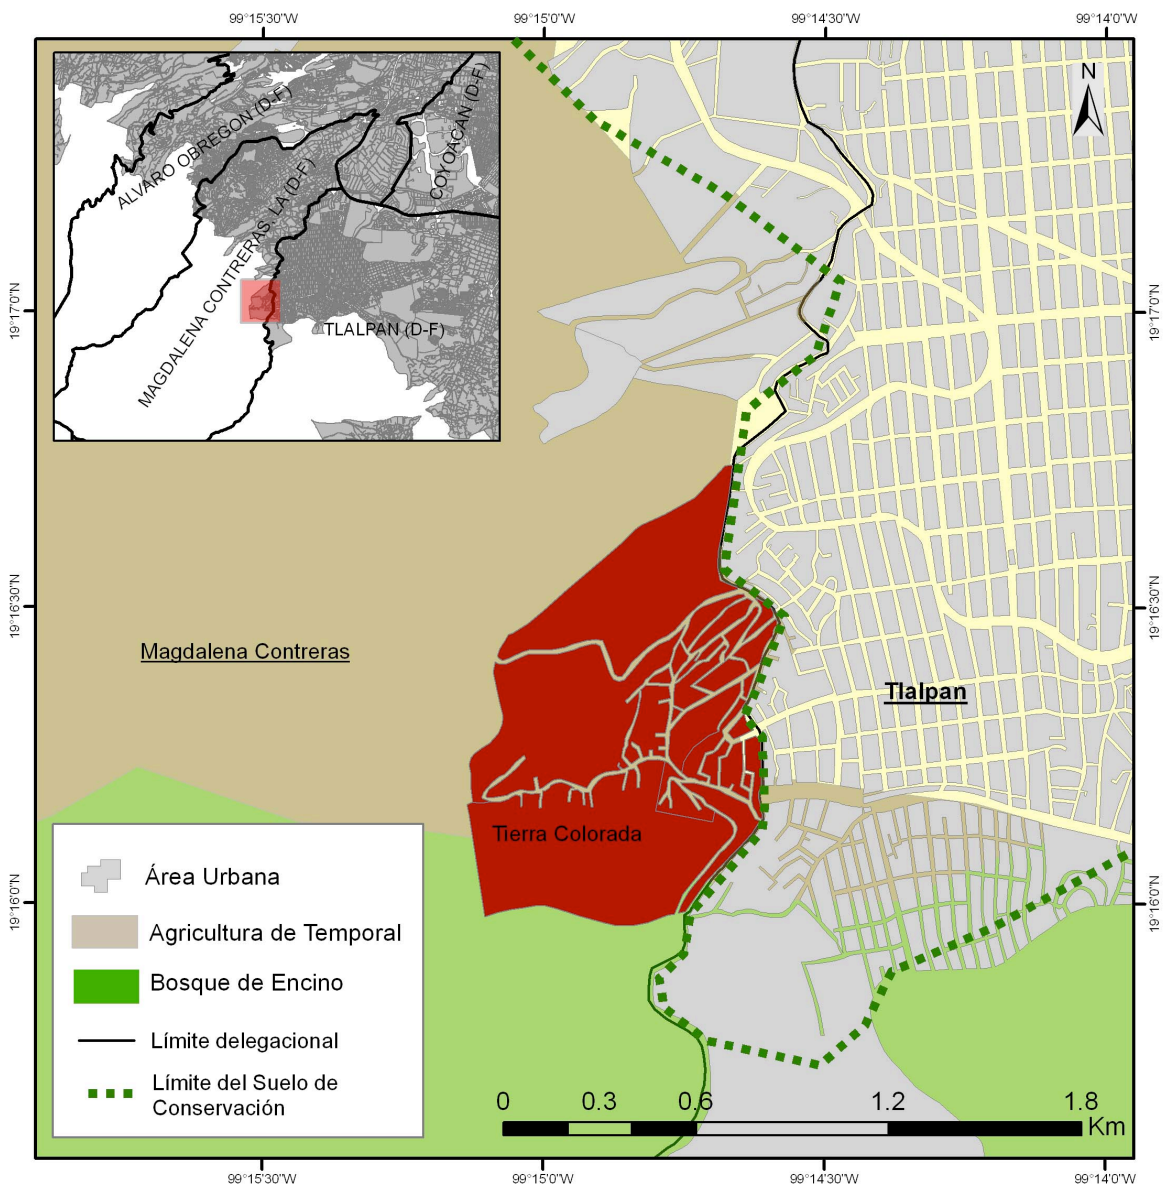 99°15'30"W
99°15'0"W
99°14'30"W
99°14'0"W
N
ALVARO OBREGON (D-F)
COYOACAN (D-F)
MAGDALENA CONTRERAS, LA (D-F)
TLALPAN (D-F)
19°17'0"N
19°17'0"N
19°16'30"N
19°16'30"N
Magdalena Contreras
Tlalpan
Tierra Colorada
19°16'0"N
19°16'0"N
Área Urbana
Agricultura de Temporal
Bosque de Encino
Límite delegacional
Límite del Suelo de
Conservación
0 0.3 0.6 1.2 1.8
Km
99°15'30"W
99°15'0"W
99°14'30"W
99°14'0"W